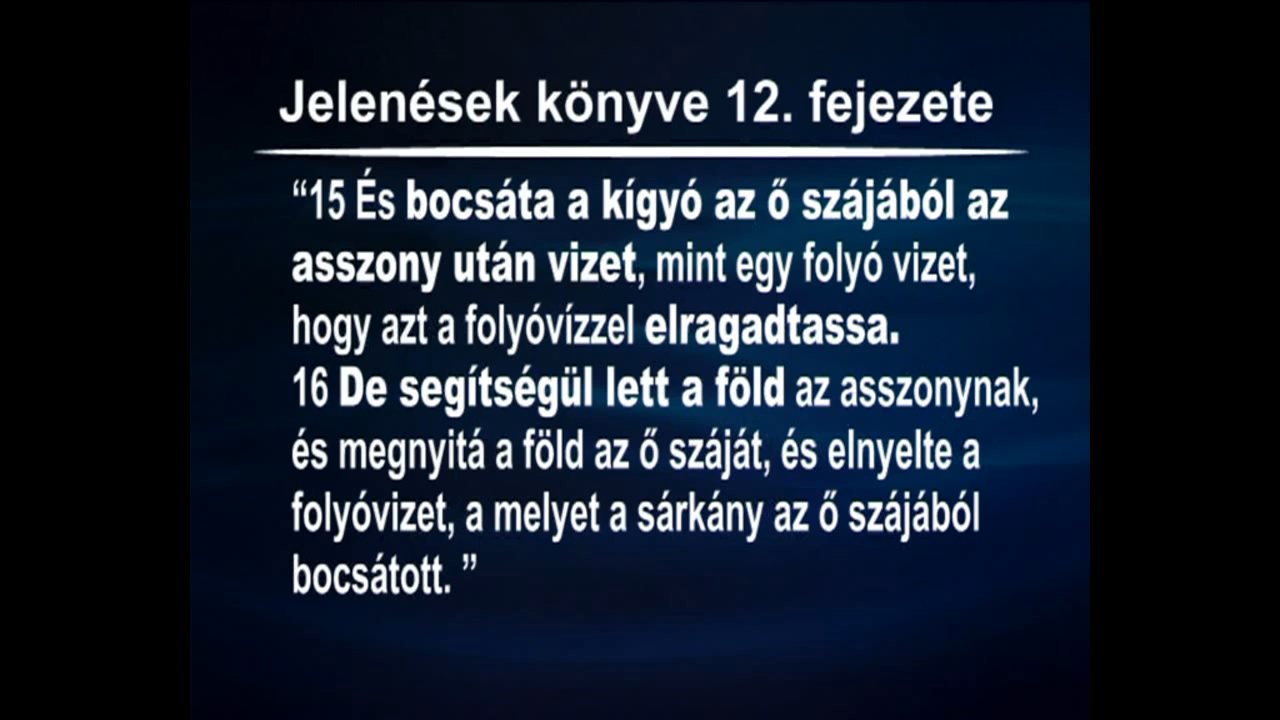 Jelenések könyve 12. fejezete
“15 És bocsáta a kígyó az ő szájából az
asszony után vizet, mint egy folyó vizet,
hogy azt a folyóvízzel elragadtassa.
16 De segítségül lett a föld az asszonynak,
és megnyitá a föld az ő száját, és elnyelte a
folyóvizet, a melyet a sárkány az ő szájából
bocsátott. ”